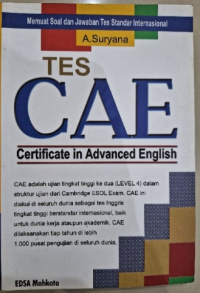 Memuat Soal dan Jawaban Tes Standar Internasional
A.Suryana
TES
CAE
Certificate in Advanced English
CAE adalah ujian tingkat tinggi ke dua (LEVEL 4) dalam
struktur ujian dari Cambridge ESOL Exam. CAE ini
diakui di seluruh dunia sebagai tes Inggris
tingkat tinggi berstandar internasional, baik
untuk dunia kerja ataupun akademik. CAE
dilaksanakan tiap tahun di lebih
1.000 pusat pengujian di seluruh dunia.
EDSA Mahkota